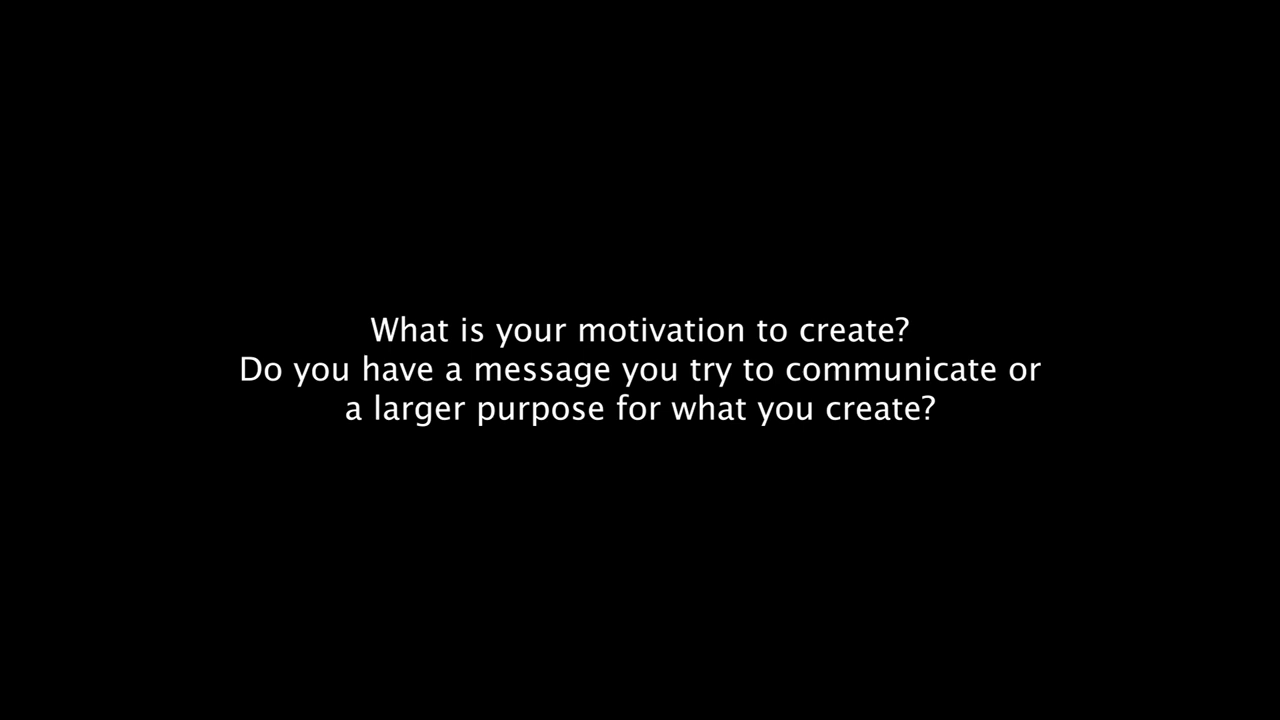 What is your motivation to create?
Do you have a message you try to communicate or
a larger purpose for what you create?